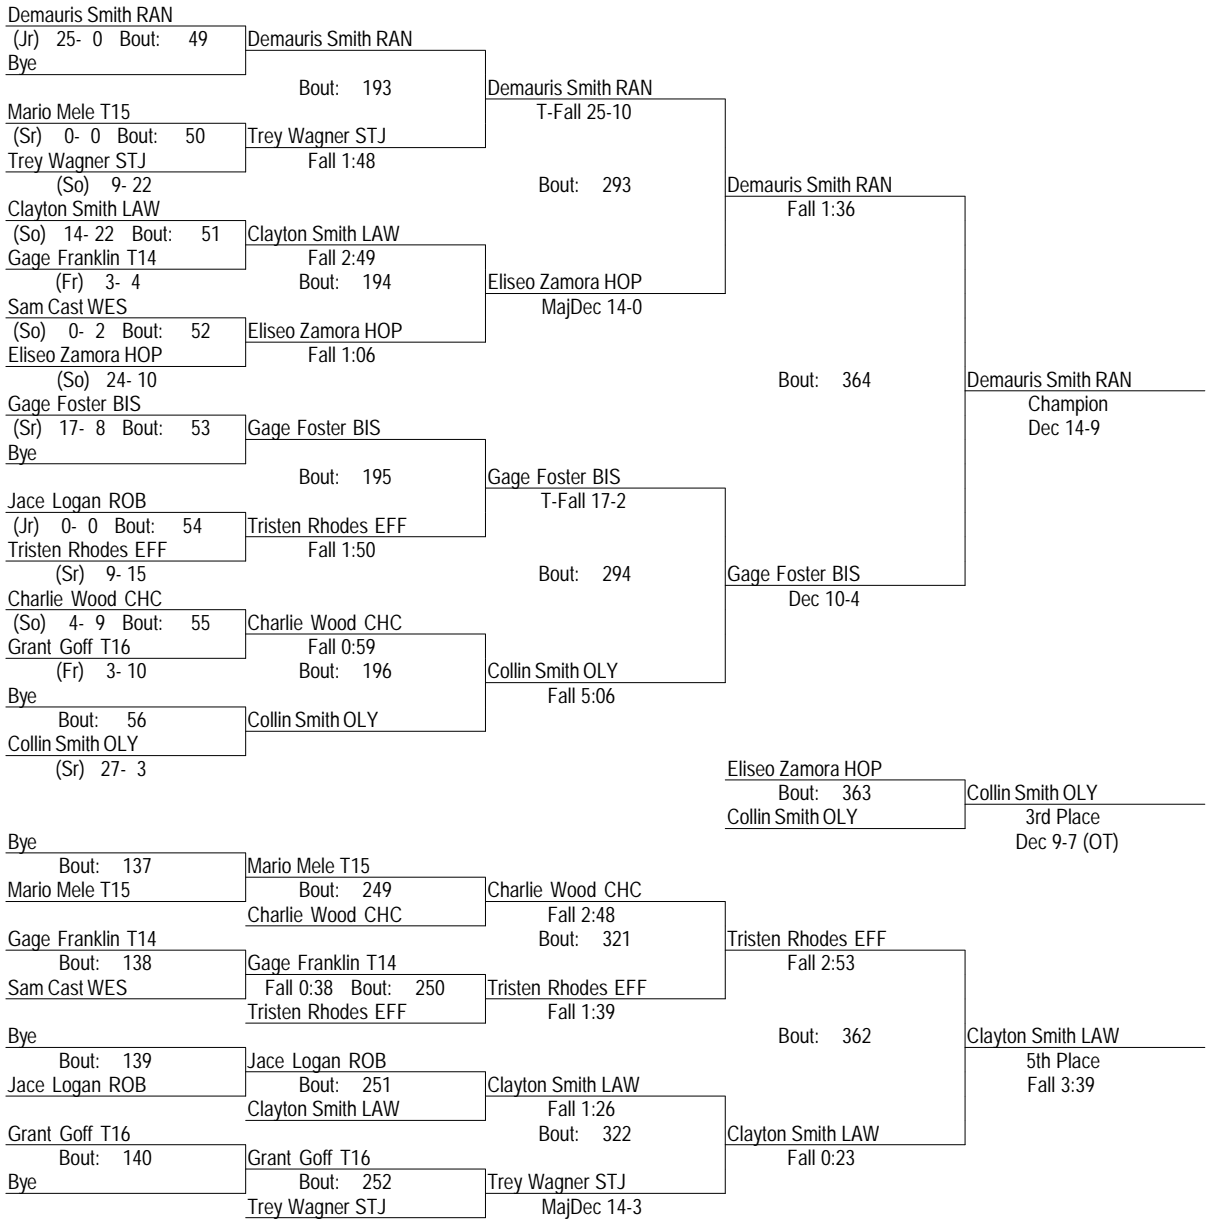 Demauris Smith RAN
(Jr) 25- 0 Bout: 49 Demauris Smith RAN
Bye
Bout: 193 Demauris Smith RAN
Mario Mele T15 T-Fall 25-10
(Sr) 0- 0 Bout: 50 Trey Wagner STJ
Trey Wagner STJ Fall 1:48
(So) 9- 22 Bout: 293 Demauris Smith RAN
Clayton Smith LAW Fall 1:36
(So) 14- 22 Bout: 51 Clayton Smith LAW
Gage Franklin T14 Fall 2:49
(Fr) 3- 4 Bout: 194 Eliseo Zamora HOP
Sam Cast WES MajDec 14-0
(So) 0- 2 Bout: 52 Eliseo Zamora HOP
Eliseo Zamora HOP Fall 1:06
(So) 24- 10 Bout: 364 Demauris Smith RAN
Gage Foster BIS Champion
(Sr) 17- 8 Bout: 53 Gage Foster BIS Dec 14-9
Bye
Bout: 195 Gage Foster BIS
Jace Logan ROB T-Fall 17-2
(Jr) 0- 0 Bout: 54 Tristen Rhodes EFF
Tristen Rhodes EFF Fall 1:50
(Sr) 9- 15 Bout: 294 Gage Foster BIS
Charlie Wood CHC Dec 10-4
(So) 4- 9 Bout: 55 Charlie Wood CHC
Grant Goff T16 Fall 0:59
(Fr) 3- 10 Bout: 196 Collin Smith OLY
Bye Fall 5:06
Bout: 56 Collin Smith OLY
Collin Smith OLY
(Sr) 27- 3 Eliseo Zamora HOP
Bout: 363 Collin Smith OLY
Collin Smith OLY 3rd Place
Bye Dec 9-7 (OT)
Bout: 137 Mario Mele T15
Mario Mele T15 Bout: 249 Charlie Wood CHC
Charlie Wood CHC Fall 2:48
Gage Franklin T14 Bout: 321 Tristen Rhodes EFF
Bout: 138 Gage Franklin T14 Fall 2:53
Sam Cast WES Fall 0:38 Bout: 250 Tristen Rhodes EFF
Tristen Rhodes EFF Fall 1:39
Bye Bout: 362 Clayton Smith LAW
Bout: 139 Jace Logan ROB 5th Place
Jace Logan ROB Bout: 251 Clayton Smith LAW Fall 3:39
Clayton Smith LAW Fall 1:26
Grant Goff T16 Bout: 322 Clayton Smith LAW
Bout: 140 Grant Goff T16 Fall 0:23
Bye Bout: 252 Trey Wagner STJ
Trey Wagner STJ MajDec 14-3